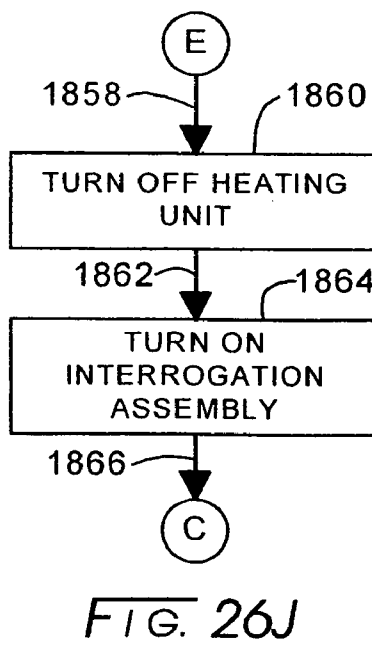 E
1858
1860
TURN OFF HEATING
UNIT
1862
1864
TURN ON
INTERROGATION
ASSEMBLY
1866
C
FIG. 26J